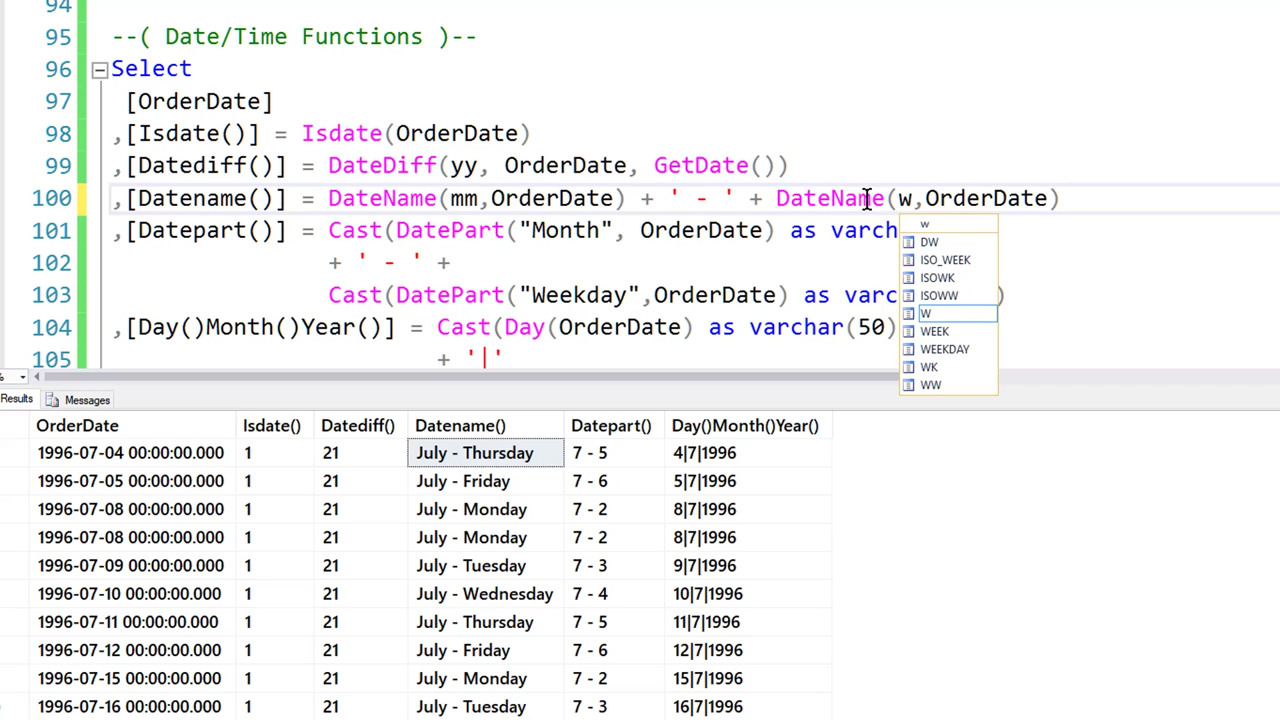 94
95 --( Date/Time Functions )--
96 Select
97 [OrderDate]
98 ,[Isdate()] = Isdate(OrderDate)
99 ,[Datediff()] = DateDiff(yy, OrderDate, GetDate())
100 ,[Datename()] = DateName(mm,OrderDate) + ' - ' + DateName(w,OrderDate)
101 ,[Datepart()] = Cast(DatePart("Month", OrderDate) as varch
102 + ' - ' +
103 Cast(DatePart("Weekday",OrderDate) as varc )
104 ,[Day()Month()Year()] = Cast(Day(OrderDate) as varchar(50)
105 + '|'
w
DW
ISO_WEEK
ISOWK
ISOWW
W
WEEK
WEEKDAY
WK
WW
%
Results Messages
OrderDate Isdate() Datediff() Datename() Datepart() Day()Month()Year()
1996-07-04 00:00:00.000 1 21 July - Thursday 7 - 5 4|7|1996
1996-07-05 00:00:00.000 1 21 July - Friday 7 - 6 5|7|1996
1996-07-08 00:00:00.000 1 21 July - Monday 7 - 2 8|7|1996
1996-07-08 00:00:00.000 1 21 July - Monday 7 - 2 8|7|1996
1996-07-09 00:00:00.000 1 21 July - Tuesday 7 - 3 9|7|1996
1996-07-10 00:00:00.000 1 21 July - Wednesday 7 - 4 10|7|1996
1996-07-11 00:00:00.000 1 21 July - Thursday 7 - 5 11|7|1996
1996-07-12 00:00:00.000 1 21 July - Friday 7 - 6 12|7|1996
1996-07-15 00:00:00.000 1 21 July - Monday 7 - 2 15|7|1996
1996-07-16 00:00:00.000 1 21 July - Tuesday 7 - 3 16|7|1996